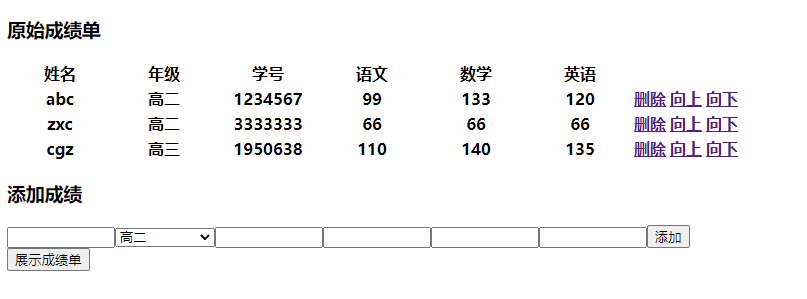 原始成绩单
姓名 年级 学号 语文 数学 英语
abc 高二 1234567 99 133 120 删除 向上 向下
zxc 高二 3333333 66 66 66 删除 向上 向下
cgz 高三 1950638 110 140 135 删除 向上 向下
添加成绩
高二 添加
展示成绩单